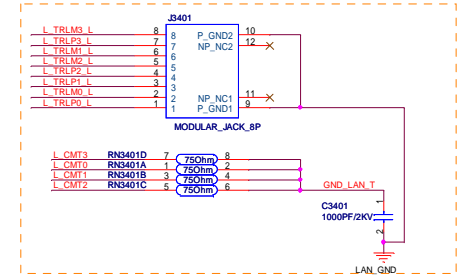 J3401
L_TRLM3_L 8 8 P_GND2 10
L_TRLP3_L 7 7 NP_NC2 12
L_TRLM1_L 6 6
L_TRLM2_L 5 5
L_TRLP2_L 4 4
L_TRLP1_L 3 3
L_TRLM0_L 2 2 NP_NC1 11
L_TRLP0_L 1 1 P_GND1 9
MODULAR_JACK_8P
L_CMT3 RN3401D 7 75Ohm 8
L_CMT0 RN3401A 1 75Ohm 2
L_CMT1 RN3401B 3 75Ohm 4
L_CMT2 RN3401C 5 75Ohm 6
GND_LAN_T
C3401 1
1000PF/2KV
2
LAN_GND